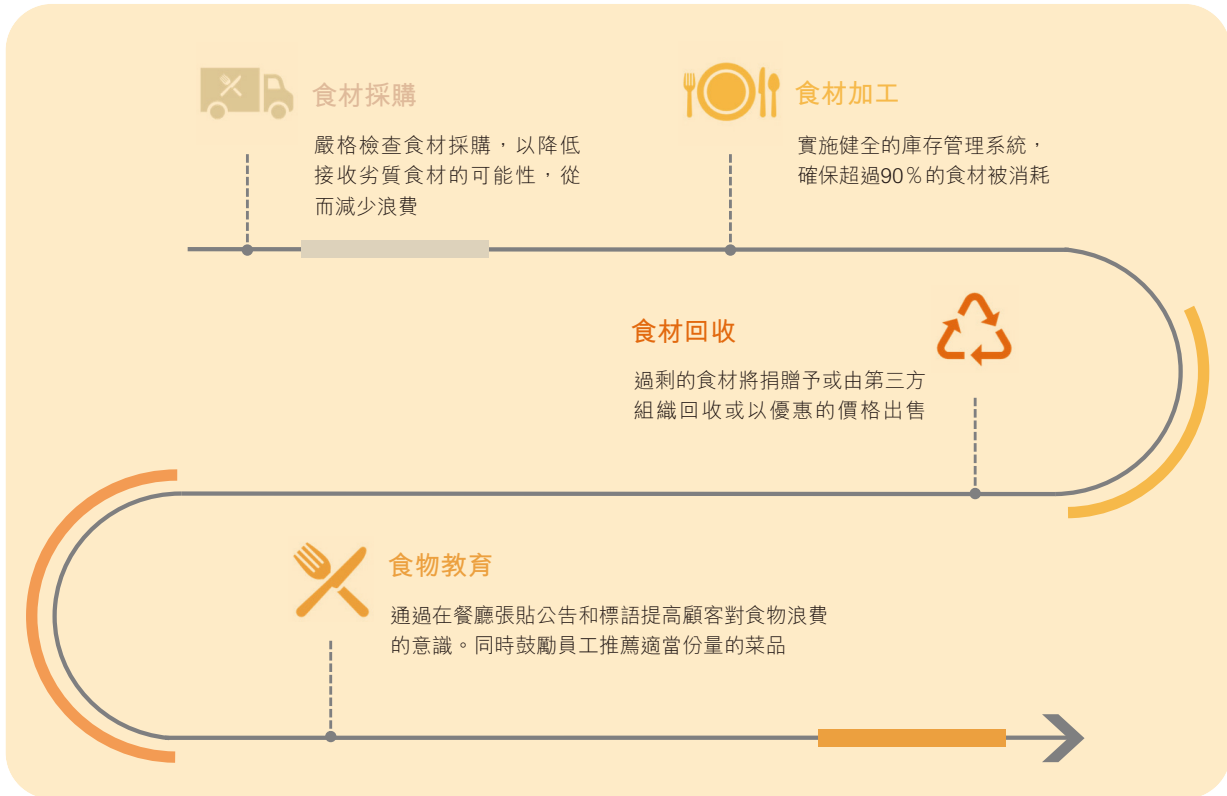 食材採購
嚴格檢查食材採購，以降低
接收劣質食材的可能性，從
而減少浪費
食材加工
實施健全的庫存管理系統，
確保超過90％的食材被消耗
食材回收
過剩的食材將捐贈予或由第三方
組織回收或以優惠的價格出售
食物教育
通過在餐廳張貼公告和標語提高顧客對食物浪費
的意識。同時鼓勵員工推薦適當份量的菜品